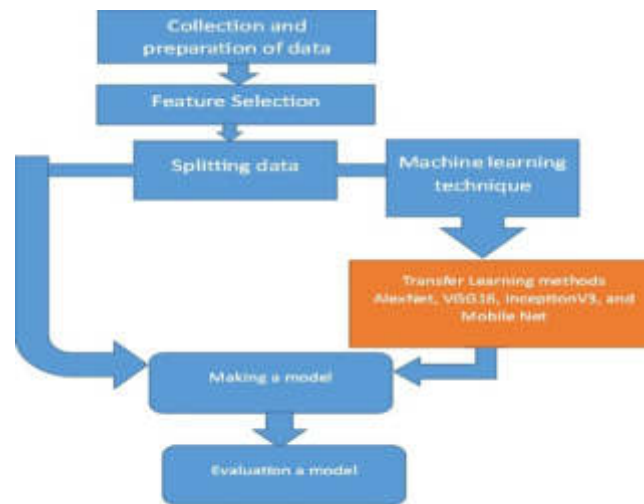 Collection and
preparation of data
Feature Selection
Splitting data
Machine learning
technique
Transfer Learning methods
AlexNet, VGG16, InceptionV3, and
Mobile Net
Making a model
Evaluation a model